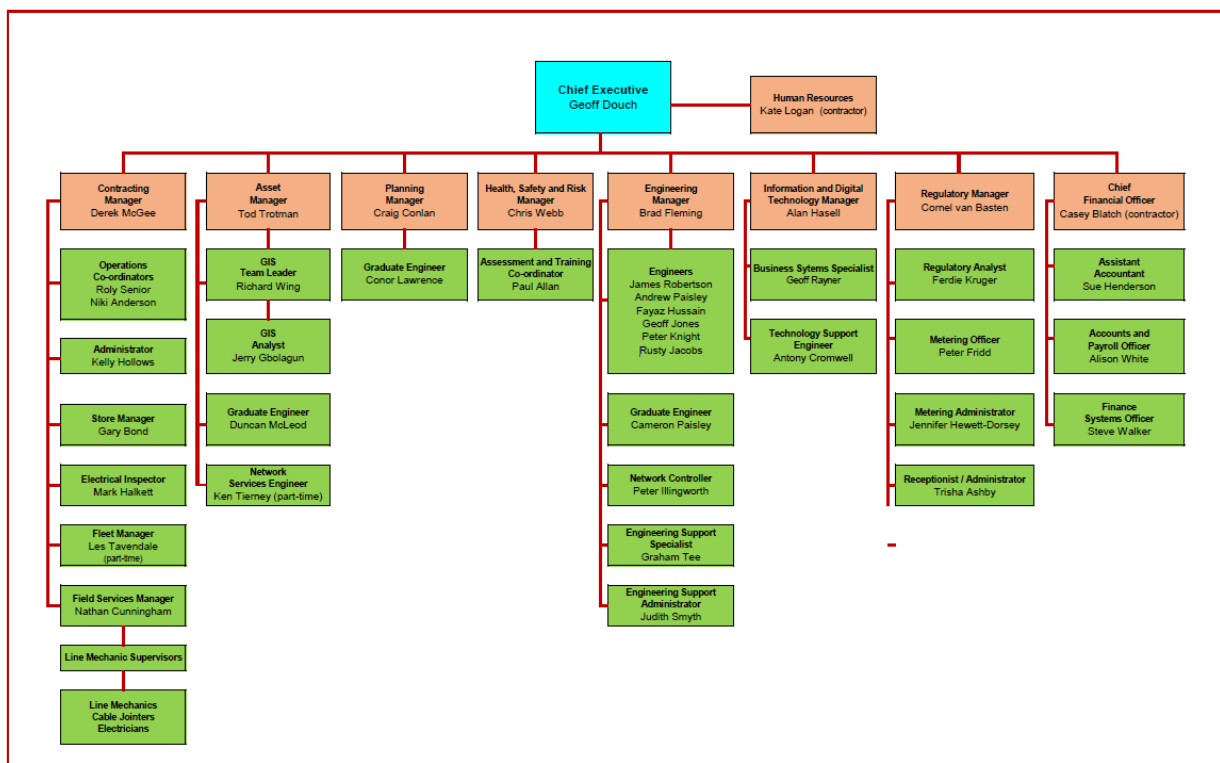 Chief Executive
Geoff Douch
Human Resources
Kate Logan (contractor)
Contracting
Manager
Derek McGee
Asset
Manager
Tod Trotman
Planning
Manager
Craig Conlan
Health, Safety and Risk
Manager
Chris Webb
Engineering
Manager
Brad Fleming
Information and Digital
Technology Manager
Alan Hasell
Regulatory Manager
Cornel van Basten
Chief
Financial Officer
Casey Blatch (contractor)
Operations
Co-ordinators
Roly Senior
Niki Anderson
Administrator
Kelly Hollows
Store Manager
Gary Bond
Electrical Inspector
Mark Halkett
Fleet Manager
Les Tavendale
(part-time)
Field Services Manager
Nathan Cunningham
Line Mechanic Supervisors
Line Mechanics
Cable Jointers
Electricians
GIS
Team Leader
Richard Wing
GIS
Analyst
Jerry Gbolagun
Graduate Engineer
Duncan McLeod
Network
Services Engineer
Ken Tierney (part-time)
Graduate Engineer
Conor Lawrence
Assessment and Training
Co-ordinator
Paul Allan
Engineers
James Robertson
Andrew Paisley
Fayaz Hussain
Geoff Jones
Peter Knight
Rusty Jacobs
Graduate Engineer
Cameron Paisley
Network Controller
Peter Illingworth
Engineering Support
Specialist
Graham Tee
Engineering Support
Administrator
Judith Smyth
Business Sytems Specialist
Geoff Rayner
Technology Support
Engineer
Antony Cromwell
Regulatory Analyst
Ferdie Kruger
Metering Officer
Peter Fridd
Metering Administrator
Jennifer Hewett-Dorsey
Receptionist / Administrator
Trisha Ashby
Assistant
Accountant
Sue Henderson
Accounts and
Payroll Officer
Alison White
Finance
Systems Officer
Steve Walker